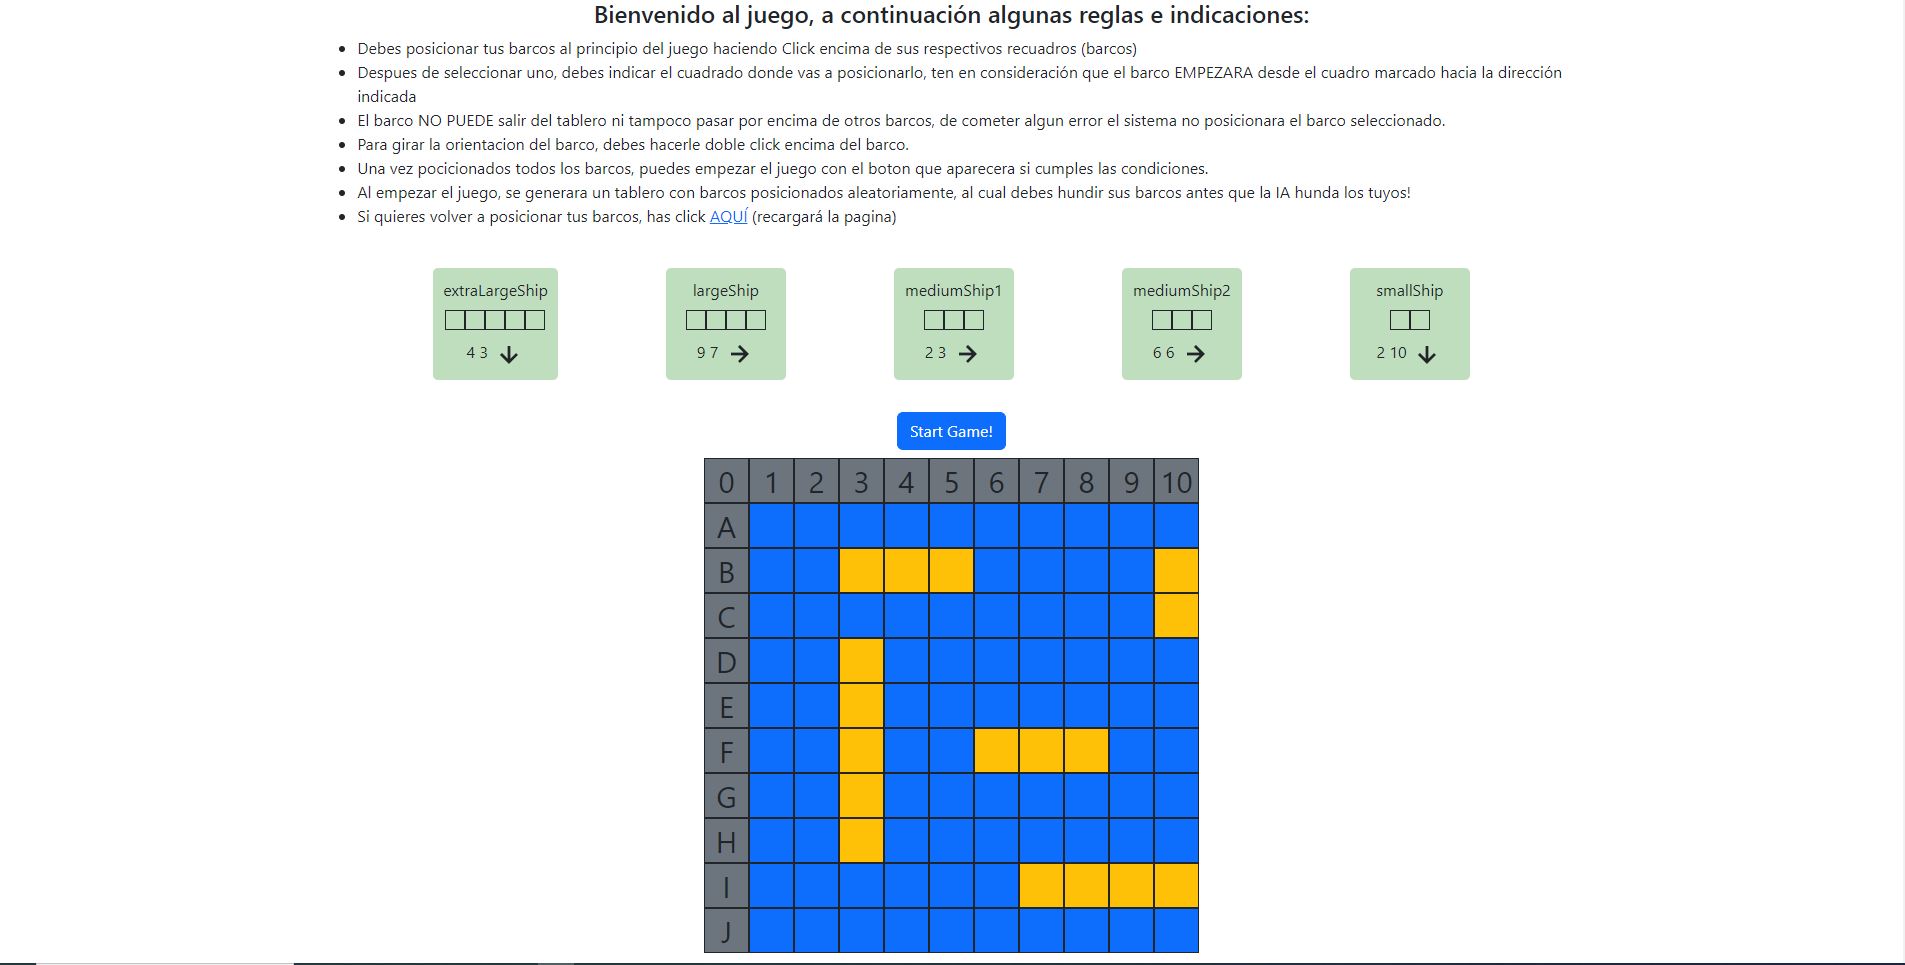 Bienvenido al juego, a continuación algunas reglas e indicaciones:
Debes posicionar tus barcos al principio del juego haciendo Click encima de sus respectivos recuadros (barcos)
Despues de seleccionar uno, debes indicar el cuadrado donde vas a posicionarlo, ten en consideración que el barco EMPEZARA desde el cuadro marcado hacia la dirección
indicada
El barco NO PUEDE salir del tablero ni tampoco pasar por encima de otros barcos, de cometer algun error el sistema no posicionara el barco seleccionado.
Para girar la orientacion del barco, debes hacerle doble click encima del barco.
Una vez pocicionados todos los barcos, puedes empezar el juego con el boton que aparecera si cumples las condiciones.
Al empezar el juego, se generara un tablero con barcos posicionados aleatoriamente, al cual debes hundir sus barcos antes que la IA hunda los tuyos!
Si quieres volver a posicionar tus barcos, has click AQUÍ (recargará la pagina)
extraLargeShip
4 3
largeShip
9 7
mediumShip1
2 3
mediumShip2
6 6
smallShip
2 10
Start Game!
0 1 2 3 4 5 6 7 8 9 10
A
B
C
D
E
F
G
H
I
J